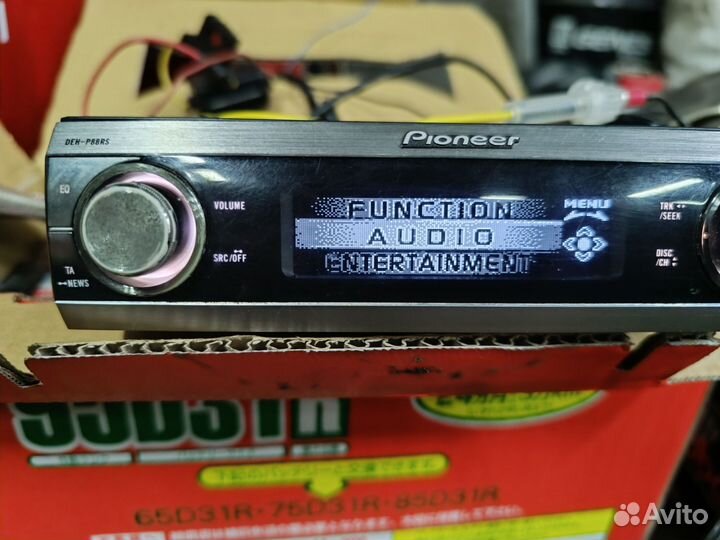 Pioneer
DEH-P88RS
EQ
VOLUME
SRC/OFF
TA
NEWS
FUNCTION
AUDIO
ENTERTAINMENT
MENU
TRK
/SEEK
DISC
/CH
95D31R
65D31R・75D31R・85D31R
Avito